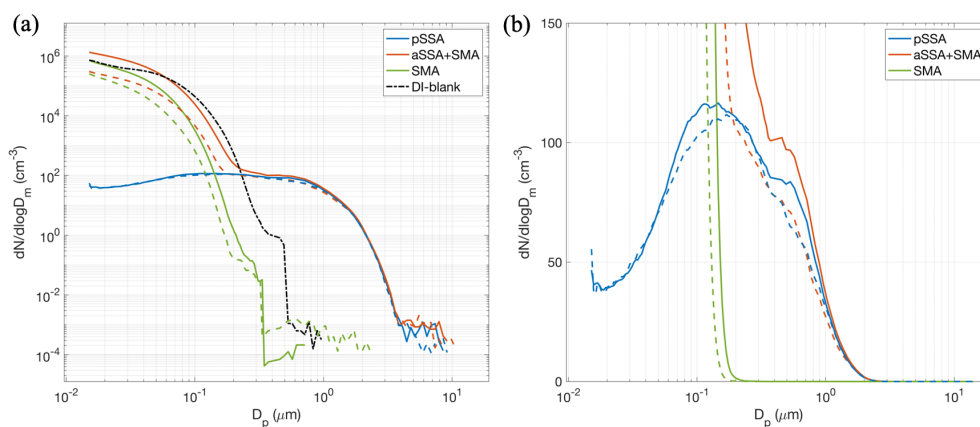 (a)
pSSA
aSSA+SMA
SMA
DI-blank
10^6
10^4
10^2
10^0
10^-2
10^-4
dN/dlogD_m (cm^-3)
10^-2
10^-1
10^0
10^1
D_p (μm)
(b)
pSSA
aSSA+SMA
SMA
150
100
50
0
dN/dlogD_m (cm^-3)
10^-2
10^-1
10^0
10^1
D_p (μm)